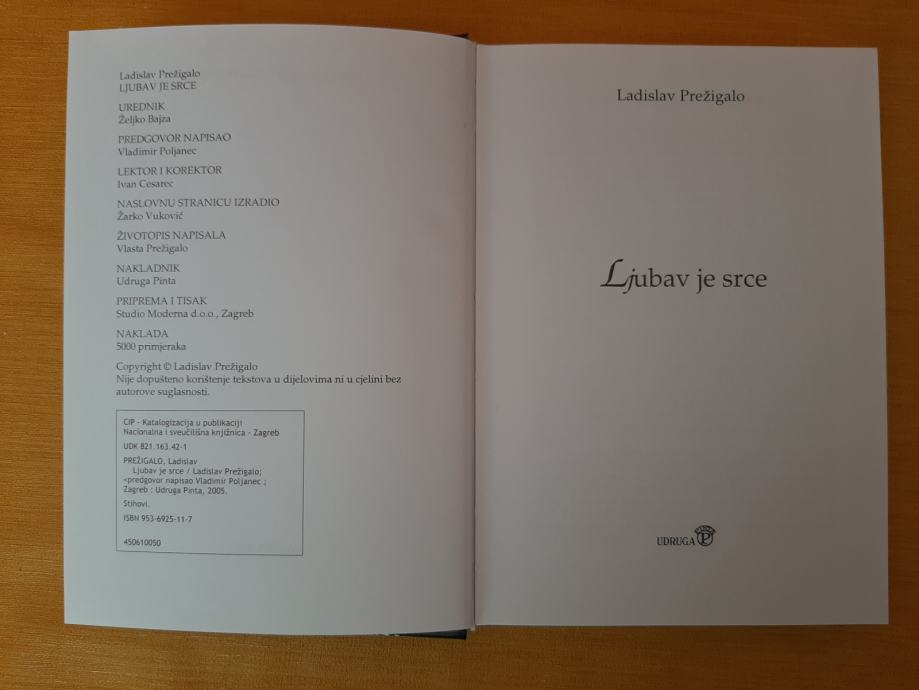 Ladislav Prežigalo
LJUBAV JE SRCE
UREDNIK
Željko Bajza
PREDGOVOR NAPISAO
Vladimir Poljanec
LEKTOR I KOREKTOR
Ivan Cesarec
NASLOVNU STRANICU IZRADIO
Žarko Vuković
ŽIVOTOPIS NAPISALA
Vlasta Prežigalo
NAKLADNIK
Udruga Pinta
PRIPREMA I TISAK
Studio Moderna d.o.o., Zagreb
NAKLADA
5000 primjeraka
Copyright © Ladislav Prežigalo
Nije dopušteno korištenje tekstova u dijelovima ni u cjelini bez
autorove suglasnosti.
CIP - Katalogizacija u publikaciji
Nacionalna i sveučilišna knjižnica - Zagreb
UDK 821.163.42-1
PREŽIGALO, Ladislav
Ljubav je srce / Ladislav Prežigalo;
<predgovor napisao Vladimir Poljanec ;
Zagreb : Udruga Pinta, 2005.
Stihovi.
ISBN 953-6925-11-7
450610050
Ladislav Prežigalo
Ljubav je srce
UDRUGA P